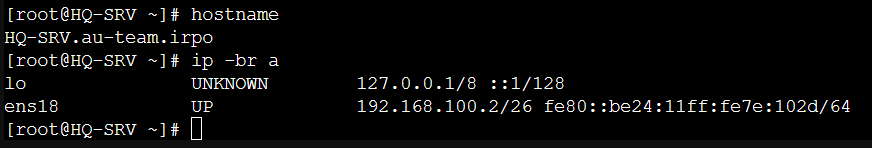 [root@HQ-SRV ~]# hostname
HQ-SRV.au-team.irpo
[root@HQ-SRV ~]# ip -br a
lo               UNKNOWN        127.0.0.1/8 ::1/128
ens18            UP             192.168.100.2/26 fe80::be24:11ff:fe7e:102d/64
[root@HQ-SRV ~]#